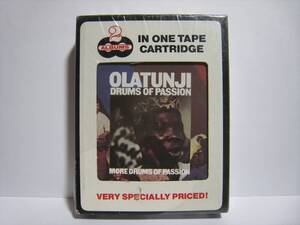 2
ALBUMS
IN ONE TAPE
CARTRIDGE
OLATUNJI
DRUMS OF PASSION
MORE DRUMS OF PASSION
VERY SPECIALLY PRICED!